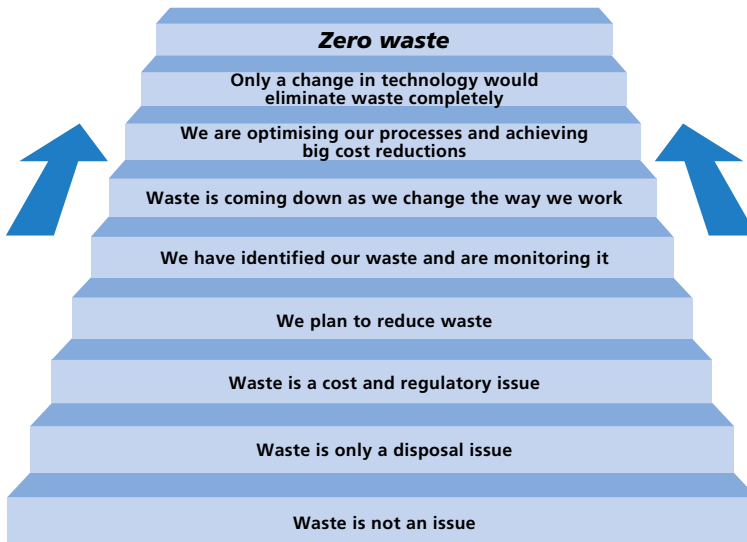 Zero waste
Only a change in technology would
eliminate waste completely
We are optimising our processes and achieving
big cost reductions
Waste is coming down as we change the way we work
We have identified our waste and are monitoring it
We plan to reduce waste
Waste is a cost and regulatory issue
Waste is only a disposal issue
Waste is not an issue